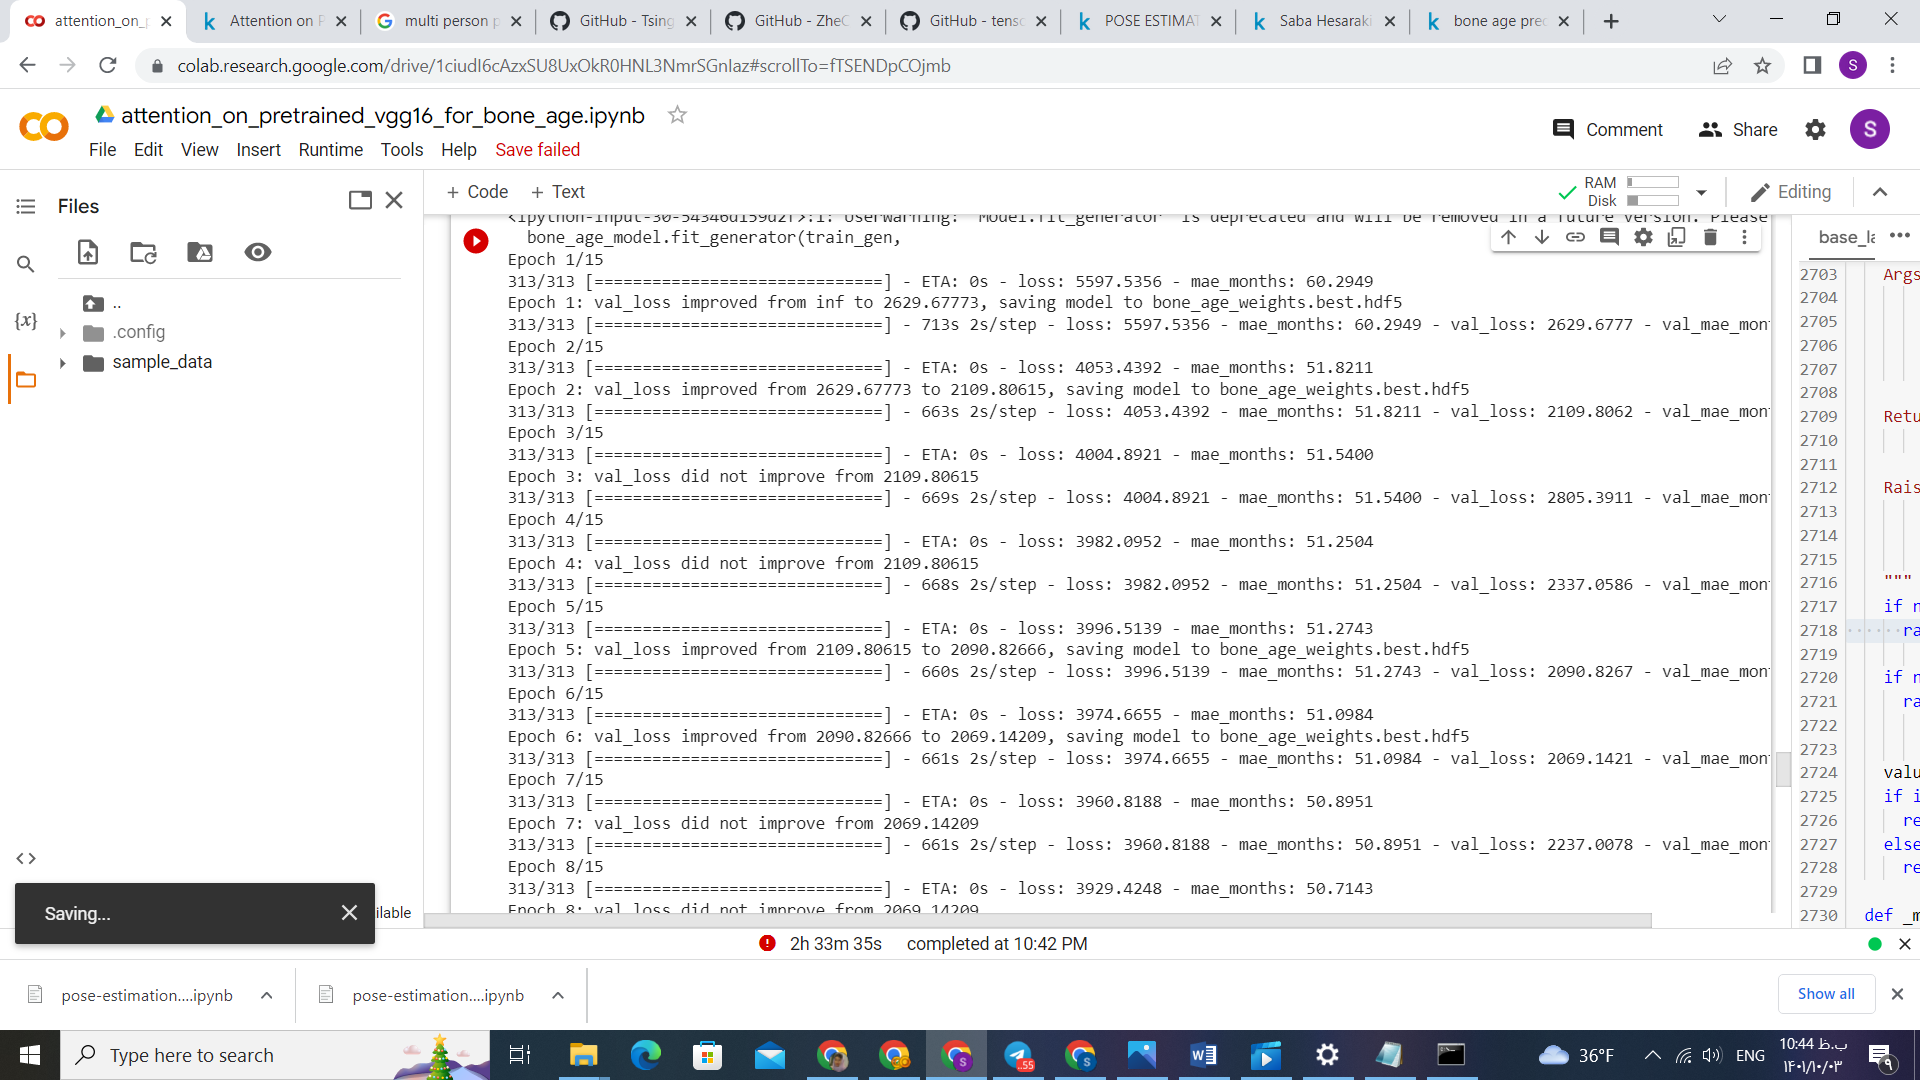 attention_on_p
Attention on P
multi person p
GitHub - Tsing
GitHub - ZheC
GitHub - tenso
POSE ESTIMAT
Saba Hesaraki
bone age pred
colab.research.google.com/drive/1ciudI6cAzxSU8UxOkR0HNL3NmrSGnIaz#scrollTo=fTSENDpCOjmb
S
attention_on_pretrained_vgg16_for_bone_age.ipynb
Comment
Share
S
File Edit View Insert Runtime Tools Help Save failed
Files
+ Code + Text
RAM
Disk
Editing
..
.config
sample_data
{x}
<>
<ipython-input-30-54346d159d2f>:1: UserWarning: `Model.fit_generator` is deprecated and will be removed in a future version. Please
bone_age_model.fit_generator(train_gen,
Epoch 1/15
313/313 [==============================] - ETA: 0s - loss: 5597.5356 - mae_months: 60.2949
Epoch 1: val_loss improved from inf to 2629.67773, saving model to bone_age_weights.best.hdf5
313/313 [==============================] - 713s 2s/step - loss: 5597.5356 - mae_months: 60.2949 - val_loss: 2629.6777 - val_mae_mon
Epoch 2/15
313/313 [==============================] - ETA: 0s - loss: 4053.4392 - mae_months: 51.8211
Epoch 2: val_loss improved from 2629.67773 to 2109.80615, saving model to bone_age_weights.best.hdf5
313/313 [==============================] - 663s 2s/step - loss: 4053.4392 - mae_months: 51.8211 - val_loss: 2109.8062 - val_mae_mon
Epoch 3/15
313/313 [==============================] - ETA: 0s - loss: 4004.8921 - mae_months: 51.5400
Epoch 3: val_loss did not improve from 2109.80615
313/313 [==============================] - 669s 2s/step - loss: 4004.8921 - mae_months: 51.5400 - val_loss: 2805.3911 - val_mae_mon
Epoch 4/15
313/313 [==============================] - ETA: 0s - loss: 3982.0952 - mae_months: 51.2504
Epoch 4: val_loss did not improve from 2109.80615
313/313 [==============================] - 668s 2s/step - loss: 3982.0952 - mae_months: 51.2504 - val_loss: 2337.0586 - val_mae_mon
Epoch 5/15
313/313 [==============================] - ETA: 0s - loss: 3996.5139 - mae_months: 51.2743
Epoch 5: val_loss improved from 2109.80615 to 2090.82666, saving model to bone_age_weights.best.hdf5
313/313 [==============================] - 660s 2s/step - loss: 3996.5139 - mae_months: 51.2743 - val_loss: 2090.8267 - val_mae_mon
Epoch 6/15
313/313 [==============================] - ETA: 0s - loss: 3974.6655 - mae_months: 51.0984
Epoch 6: val_loss improved from 2090.82666 to 2069.14209, saving model to bone_age_weights.best.hdf5
313/313 [==============================] - 661s 2s/step - loss: 3974.6655 - mae_months: 51.0984 - val_loss: 2069.1421 - val_mae_mon
Epoch 7/15
313/313 [==============================] - ETA: 0s - loss: 3960.8188 - mae_months: 50.8951
Epoch 7: val_loss did not improve from 2069.14209
313/313 [==============================] - 661s 2s/step - loss: 3960.8188 - mae_months: 50.8951 - val_loss: 2237.0078 - val_mae_mon
Epoch 8/15
313/313 [==============================] - ETA: 0s - loss: 3929.4248 - mae_months: 50.7143
Epoch 8: val_loss did not improve from 2069.14209
base_la
2703 Args
2704
2705
2706
2707
2708
2709 Retu
2710
2711
2712 Rais
2713
2714
2715
2716 """
2717 if n
2718 ra
2719
2720 if n
2721 ra
2722
2723
2724 valu
2725 if i
2726 re
2727 else
2728 re
2729
2730 def _m
Saving...
ilable
2h 33m 35s completed at 10:42 PM
pose-estimation....ipynb
pose-estimation....ipynb
Show all
Type here to search
55
36°F
ENG
10:44 ب.ظ
۱۴۰۱/۱۰/۰۳
9